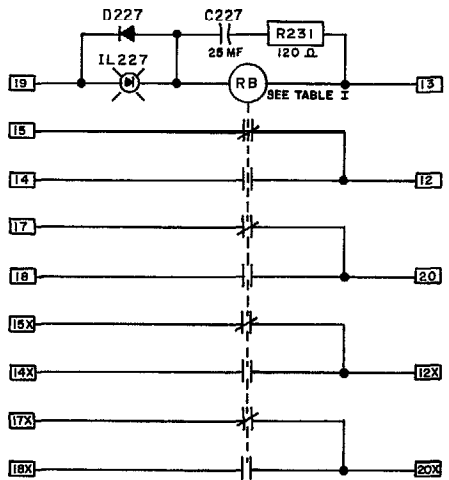 D227 C227 R231
25 MF 120 Ω
IL227
19 RB 13
SEE TABLE I
15
14 12
17
18 20
15X
14X 12X
17X
18X 20X